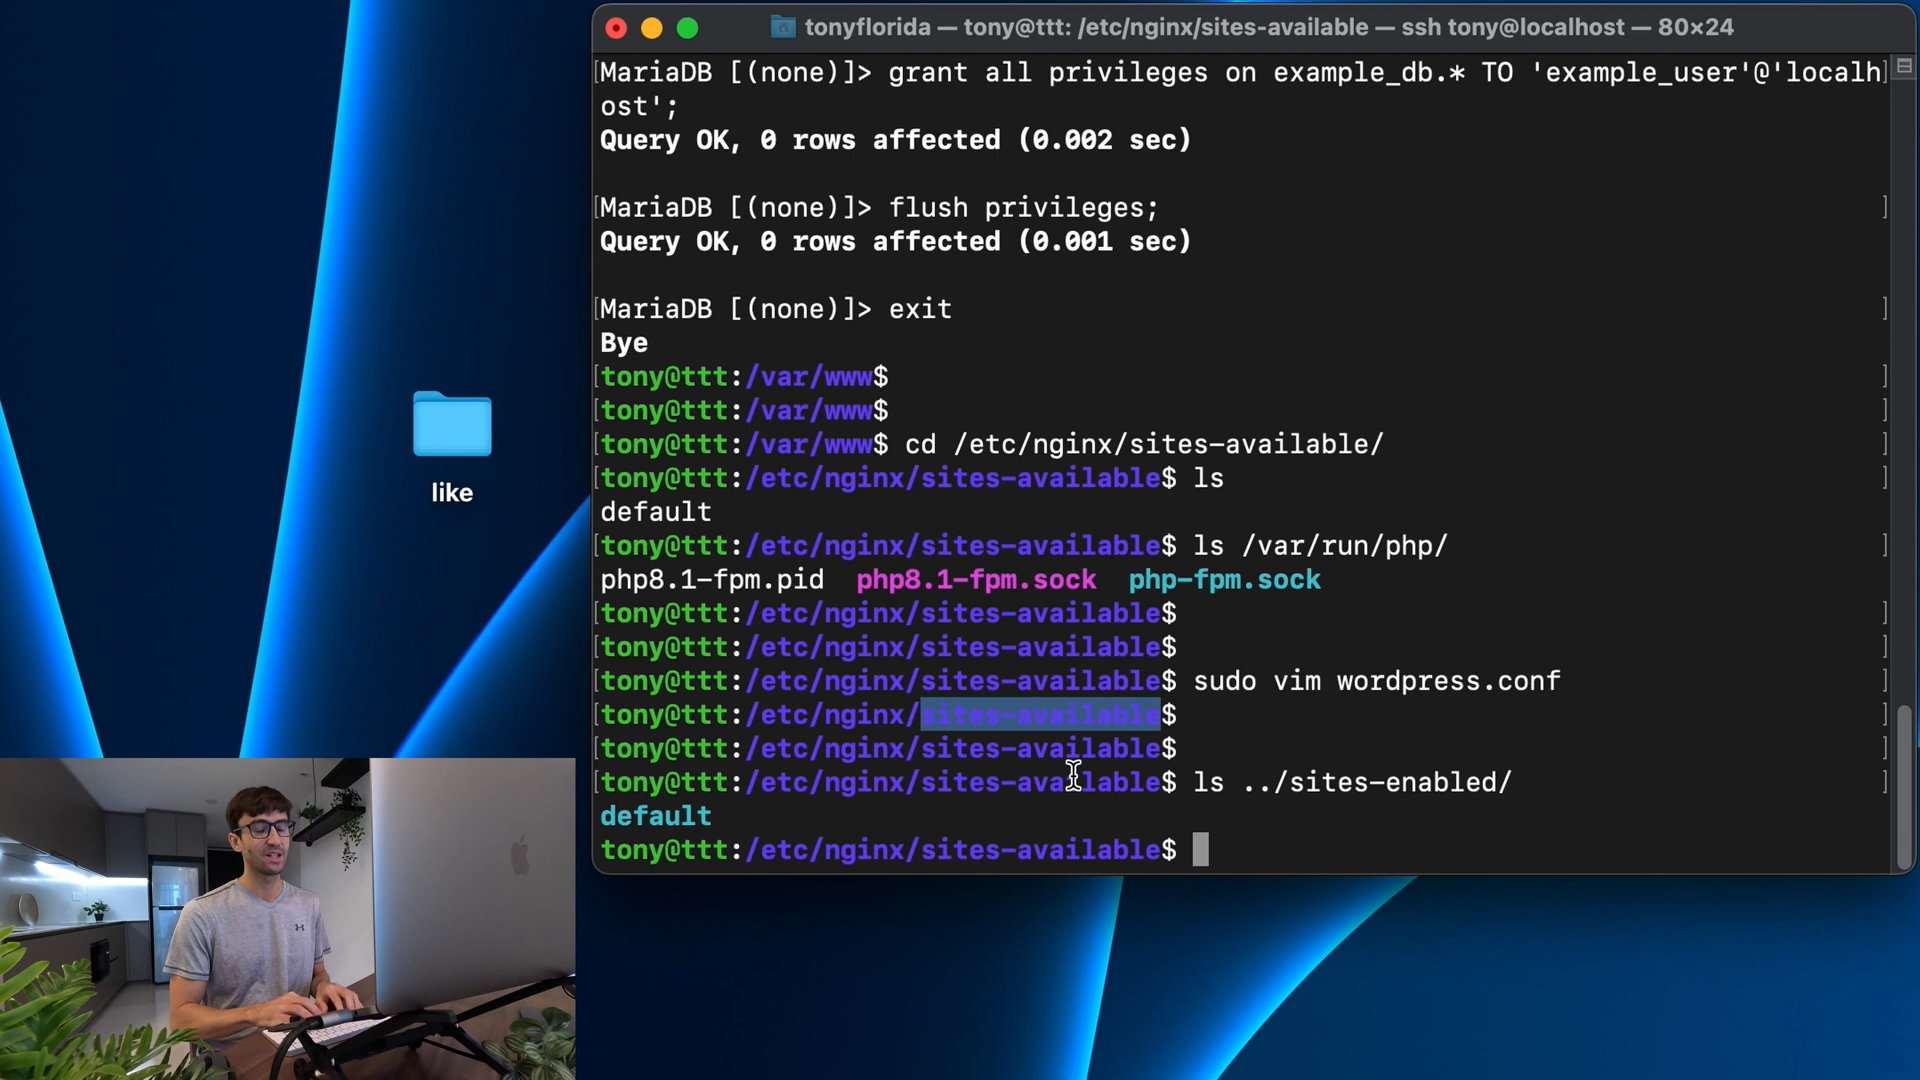 tonyflorida — tony@ttt: /etc/nginx/sites-available — ssh tony@localhost — 80×24
[MariaDB [(none)]> grant all privileges on example_db.* TO 'example_user'@'localh]
ost';
Query OK, 0 rows affected (0.002 sec)
[MariaDB [(none)]> flush privileges; ]
Query OK, 0 rows affected (0.001 sec)
[MariaDB [(none)]> exit ]
Bye
[tony@ttt:/var/www$ ]
[tony@ttt:/var/www$ ]
[tony@ttt:/var/www$ cd /etc/nginx/sites-available/ ]
[tony@ttt:/etc/nginx/sites-available$ ls ]
default
[tony@ttt:/etc/nginx/sites-available$ ls /var/run/php/ ]
php8.1-fpm.pid php8.1-fpm.sock php-fpm.sock
[tony@ttt:/etc/nginx/sites-available$ ]
[tony@ttt:/etc/nginx/sites-available$ ]
[tony@ttt:/etc/nginx/sites-available$ sudo vim wordpress.conf ]
[tony@ttt:/etc/nginx/sites-available$ ]
[tony@ttt:/etc/nginx/sites-available$ ]
[tony@ttt:/etc/nginx/sites-available$ ls ../sites-enabled/ ]
default
tony@ttt:/etc/nginx/sites-available$
like